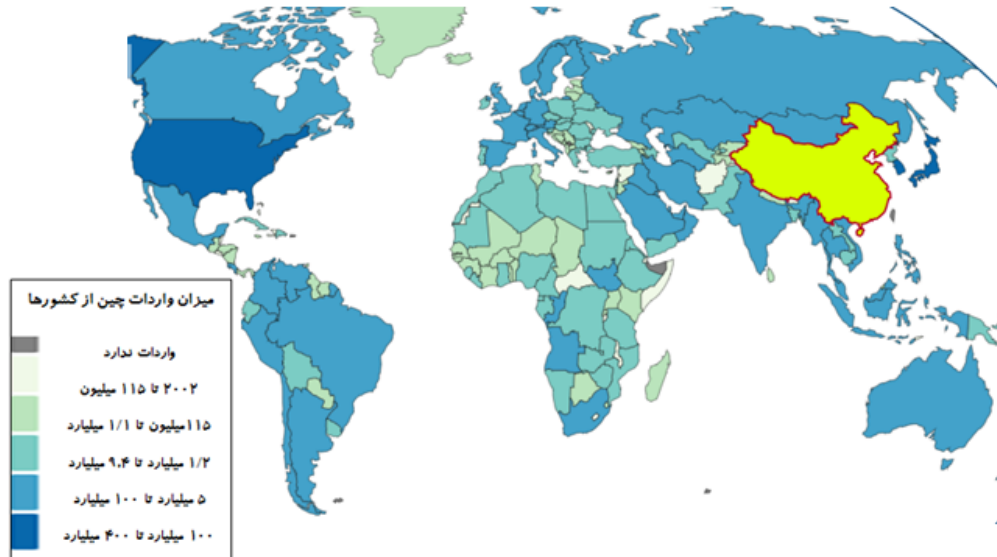 میزان واردات چین از کشورها
واردات ندارد
۲۰۰۲ تا ۱۱۵ میلیون
۱۱۵میلیون تا ۱/۱ میلیارد
۱/۲ میلیارد تا ۹.۴ میلیارد
۵ میلیارد تا ۱۰۰ میلیارد
۱۰۰ میلیارد تا ۴۰۰ میلیارد